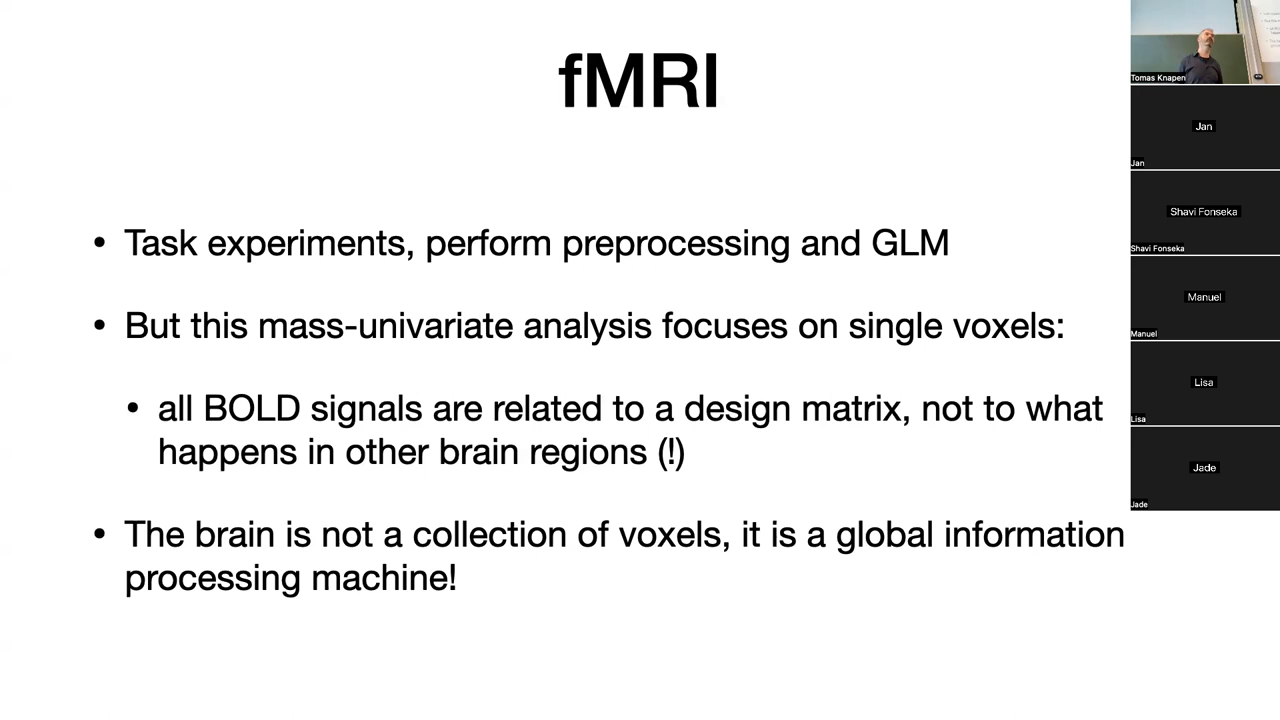 fMRI
• Task experiments, perform preprocessing and GLM
• But this mass-univariate analysis focuses on single voxels:
• all BOLD signals are related to a design matrix, not to what
happens in other brain regions (!)
• The brain is not a collection of voxels, it is a global information
processing machine!
Tomas Knapen
Jan
Jan
Shavi Fonseka
Shavi Fonseka
Manuel
Manuel
Lisa
Lisa
Jade
Jade